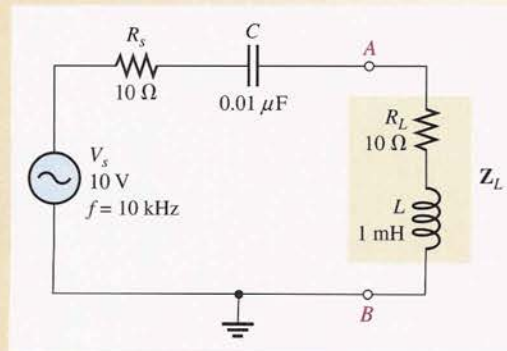 R_s
10 Ω
C
0.01 μF
A
R_L
10 Ω
Z_L
L
1 mH
V_s
10 V
f = 10 kHz
B